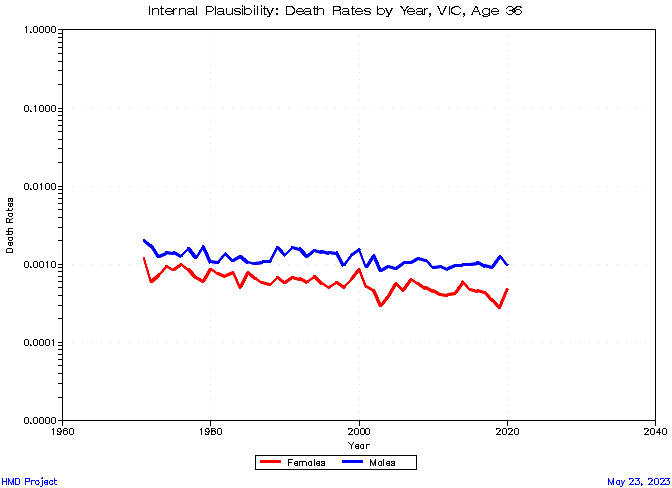 Internal Plausibility: Death Rates by Year, VIC, Age 36
1.0000
0.1000
0.0100
0.0010
0.0001
0.0000
Death Rates
1960
1980
2000
2020
2040
Year
Females
Males
HMD Project
May 23, 2023